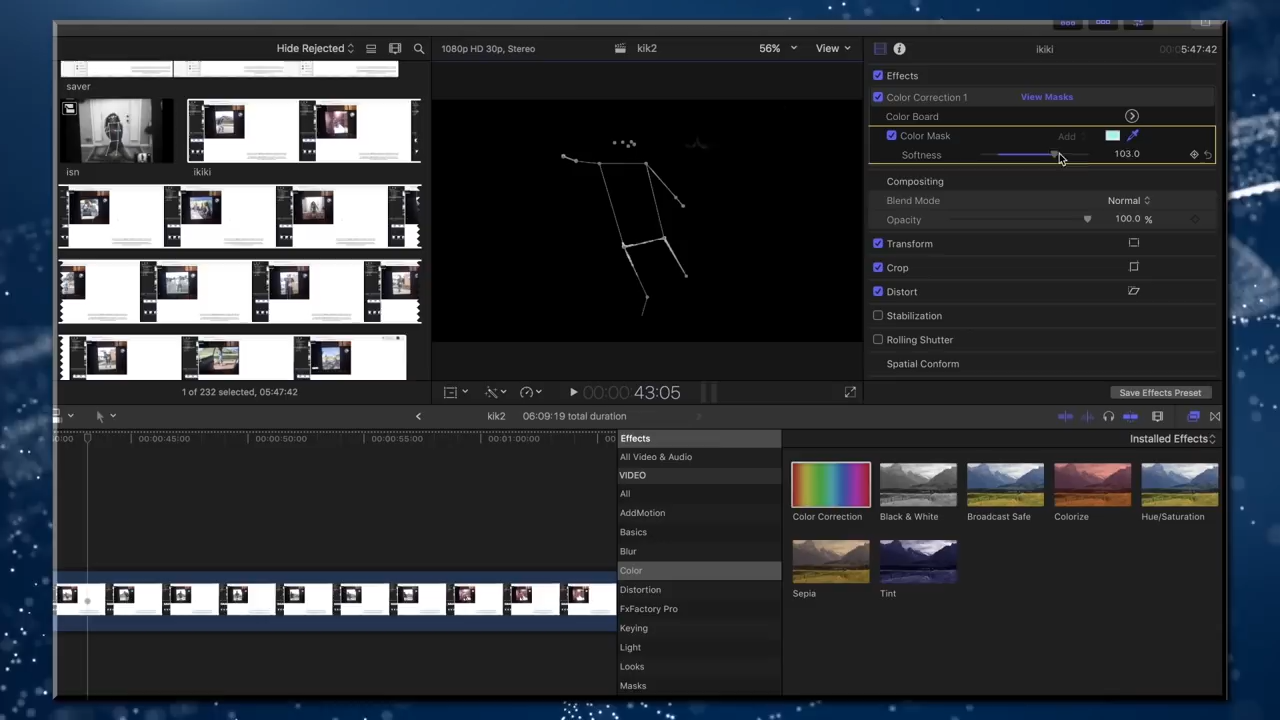 Hide Rejected
1080p HD 30p, Stereo
kik2
56%
View
ikiki
00:00:5:47:42
saver
Effects
Color Correction 1
View Masks
Color Board
Color Mask
Add
Softness
103.0
isn
ikiki
Compositing
Blend Mode
Normal
Opacity
100.0 %
Transform
Crop
Distort
Stabilization
Rolling Shutter
Spatial Conform
1 of 232 selected, 05:47:42
00:00:43:05
Save Effects Preset
kik2
06:09:19 total duration
Effects
Installed Effects
00:00:45:00
00:00:50:00
00:00:55:00
00:01:00:00
All Video & Audio
VIDEO
All
AddMotion
Basics
Blur
Color
Distortion
FxFactory Pro
Keying
Light
Looks
Masks
Color Correction
Black & White
Broadcast Safe
Colorize
Hue/Saturation
Sepia
Tint